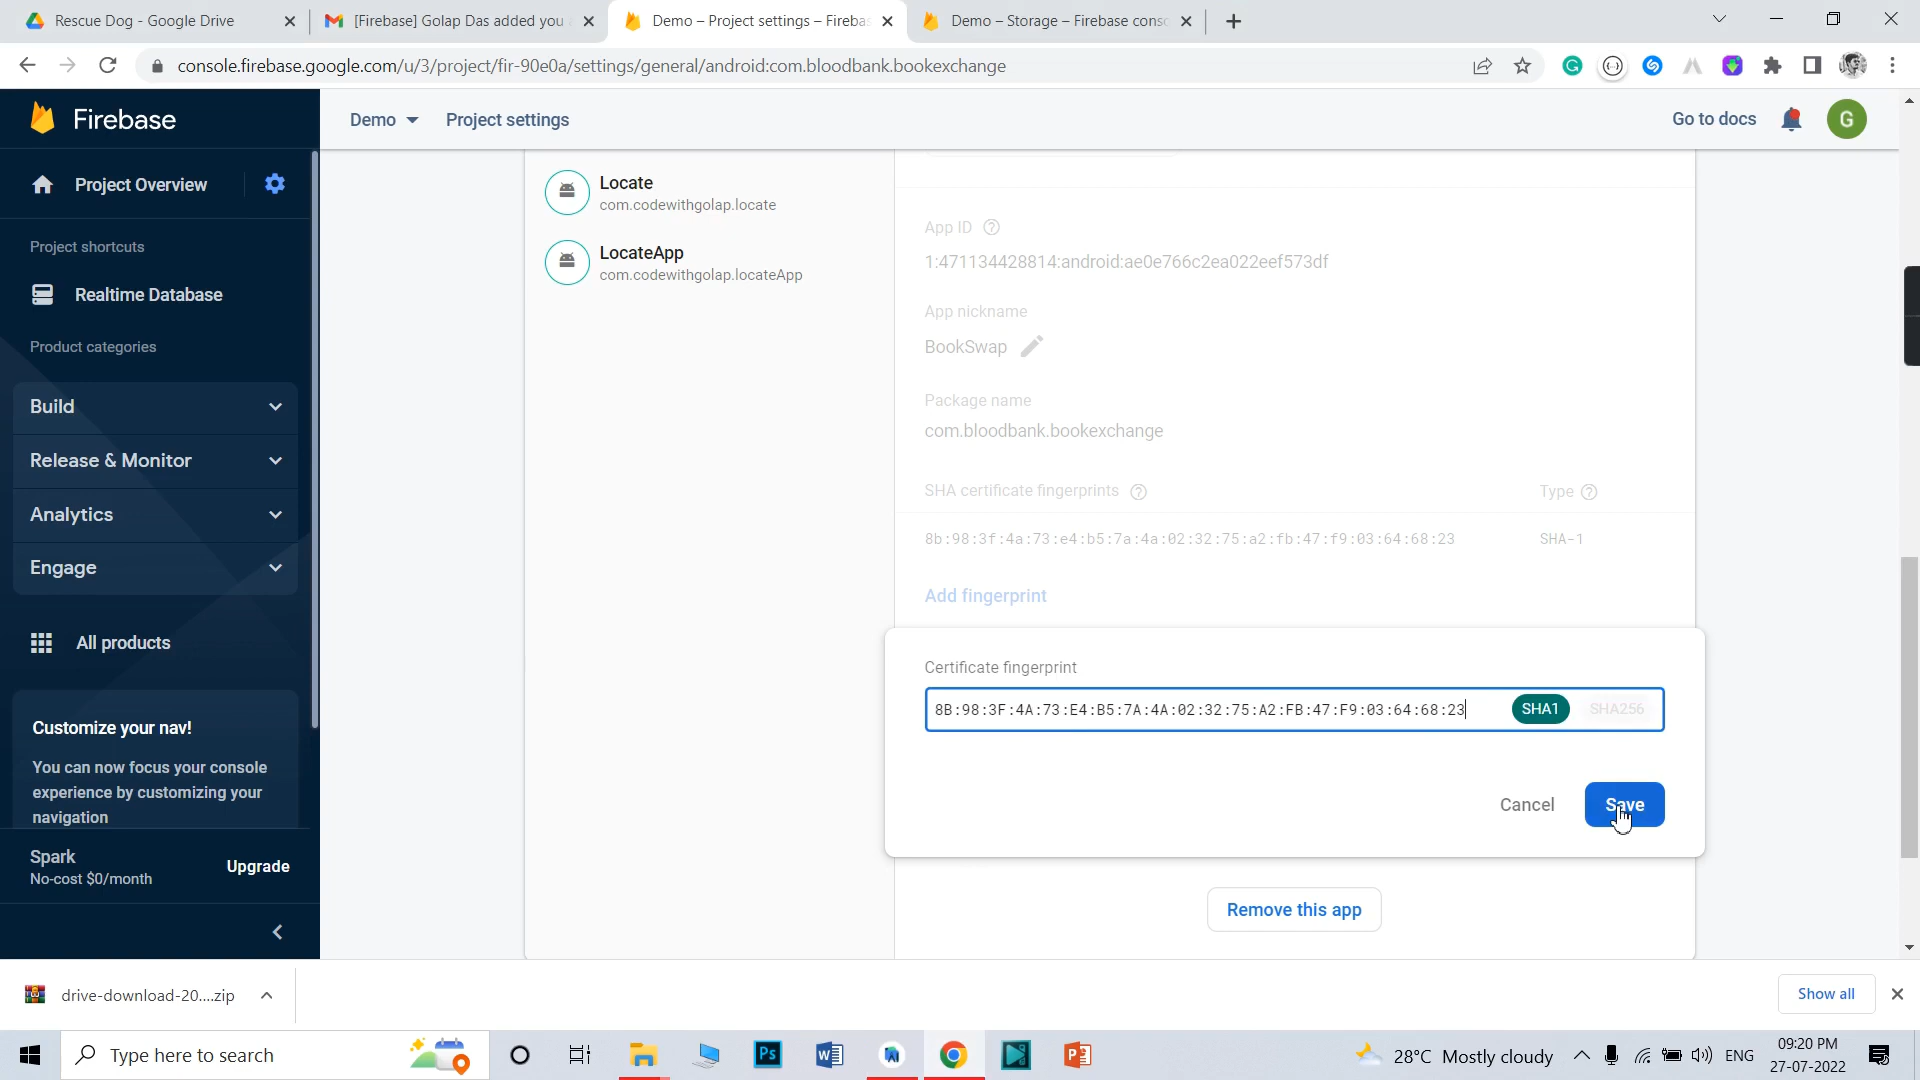 Rescue Dog - Google Drive
[Firebase] Golap Das added you
Demo – Project settings – Fireba
Demo – Storage – Firebase conso
console.firebase.google.com/u/3/project/fir-90e0a/settings/general/android:com.bloodbank.bookexchange
Firebase
Demo
Project settings
Go to docs
G
Project Overview
Project shortcuts
Realtime Database
Product categories
Build
Release & Monitor
Analytics
Engage
All products
Customize your nav!
You can now focus your console
experience by customizing your
navigation
Spark
No-cost $0/month
Upgrade
Locate
com.codewithgolap.locate
LocateApp
com.codewithgolap.locateApp
App ID
1:471134428814:android:ae0e766c2ea022eef573df
App nickname
BookSwap
Package name
com.bloodbank.bookexchange
SHA certificate fingerprints
Type
8b:98:3f:4a:73:e4:b5:7a:4a:02:32:75:a2:fb:47:f9:03:64:68:23
SHA-1
Add fingerprint
Certificate fingerprint
8B:98:3F:4A:73:E4:B5:7A:4A:02:32:75:A2:FB:47:F9:03:64:68:23
SHA1
SHA256
Cancel
Save
Remove this app
drive-download-20....zip
Show all
Type here to search
Ps
28°C Mostly cloudy
ENG
09:20 PM
27-07-2022